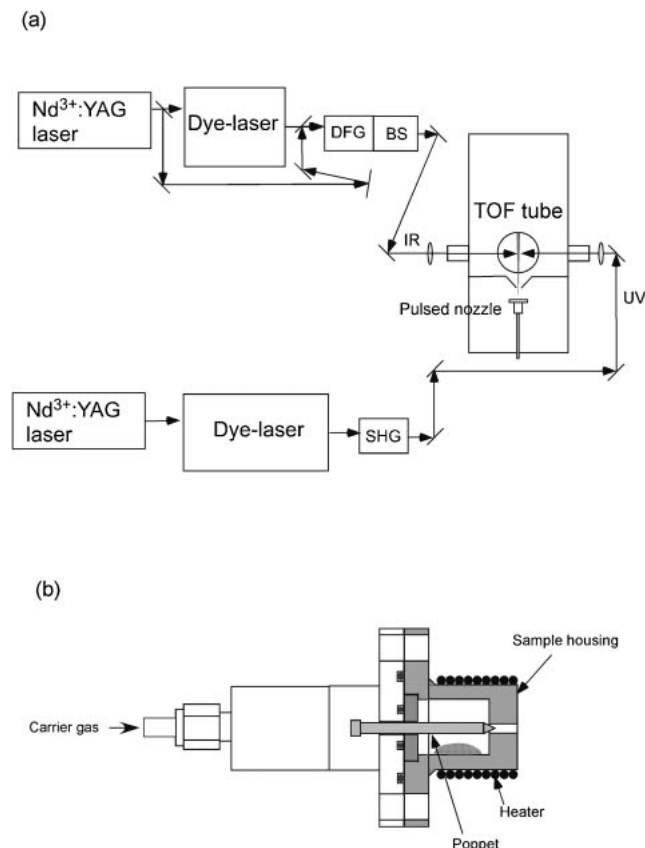 (a)
Nd³⁺:YAG
laser
Dye-laser
DFG
BS
TOF tube
IR
UV
Pulsed nozzle
Nd³⁺:YAG
laser
Dye-laser
SHG
(b)
Sample housing
Carrier gas
Heater
Poppet